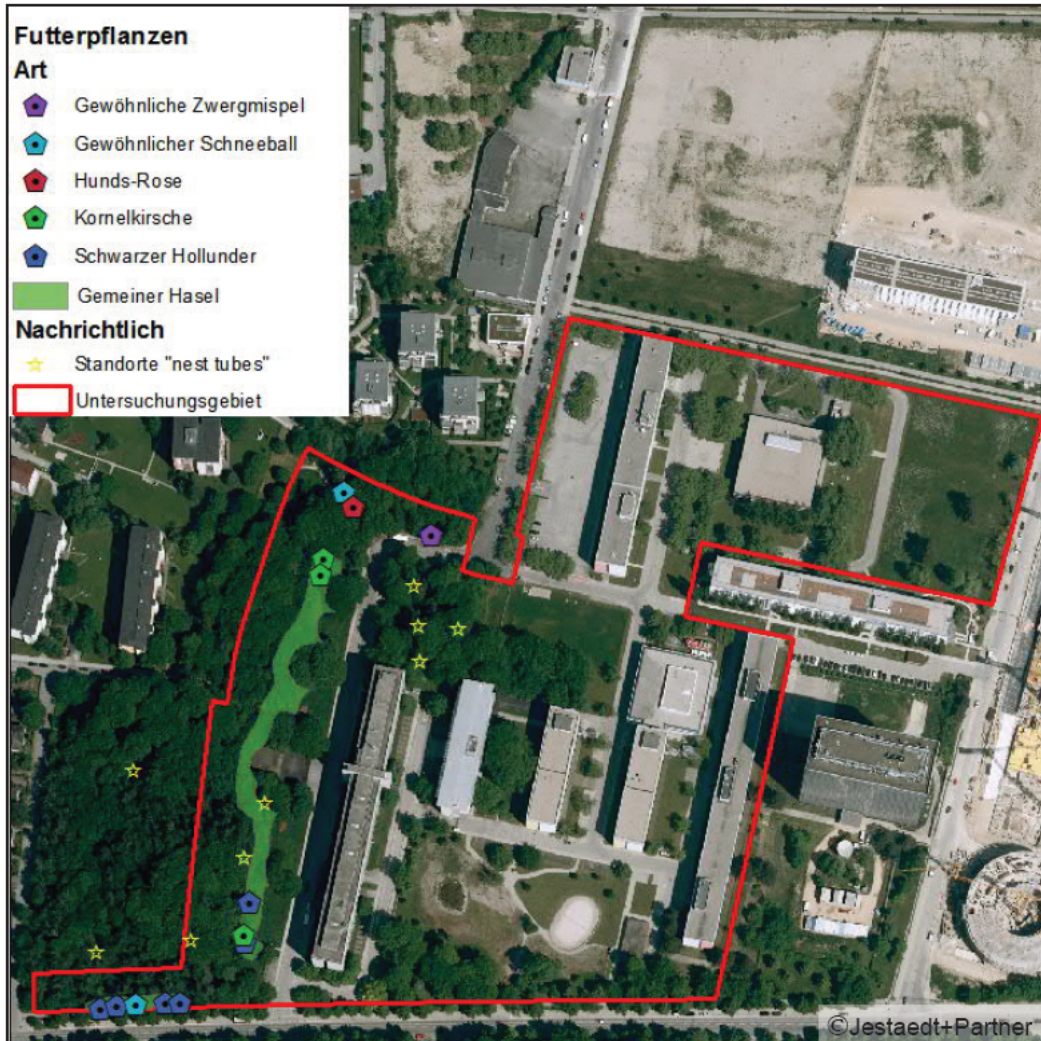 Futterpflanzen
Art
Gewöhnliche Zwergmispel
Gewöhnlicher Schneeball
Hunds-Rose
Kornelkirsche
Schwarzer Hollunder
Gemeiner Hasel
Nachrichtlich
Standorte "nest tubes"
Untersuchungsgebiet
©Jestaedt+Partner